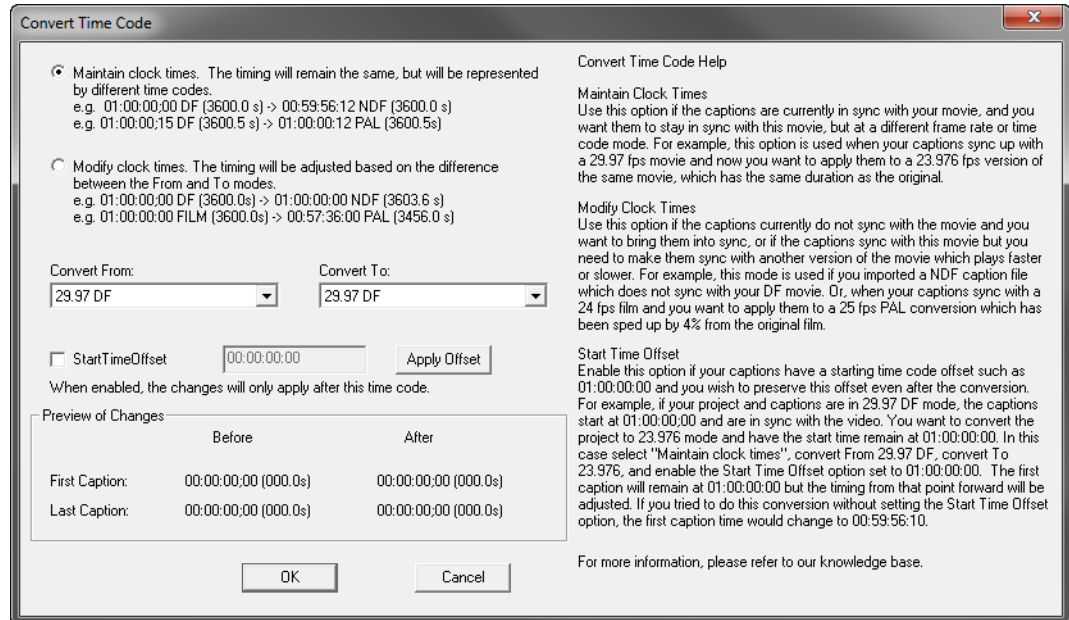 Convert Time Code
Maintain clock times.  The timing will remain the same, but will be represented
by different time codes.
e.g.  01:00:00;00 DF (3600.0 s) -> 00:59:56:12 NDF (3600.0 s)
e.g. 01:00:00;15 DF (3600.5 s) -> 01:00:00:12 PAL (3600.5s)
Modify clock times. The timing will be adjusted based on the difference
between the From and To modes.
e.g. 01:00:00;00 DF (3600.0s) -> 01:00:00:00 NDF (3603.6 s)
e.g. 01:00:00:00 FILM (3600.0s) -> 00:57:36:00 PAL (3456.0 s)
Convert From:
Convert To:
29.97 DF
29.97 DF
StartTimeOffset
00:00:00:00
Apply Offset
When enabled, the changes will only apply after this time code.
Preview of Changes
Before
After
First Caption:
00:00:00;00 (000.0s)
00:00:00;00 (000.0s)
Last Caption:
00:00:00;00 (000.0s)
00:00:00;00 (000.0s)
OK
Cancel
Convert Time Code Help
Maintain Clock Times
Use this option if the captions are currently in sync with your movie, and you
want them to stay in sync with this movie, but at a different frame rate or time
code mode. For example, this option is used when your captions sync up with
a 29.97 fps movie and now you want to apply them to a 23.976 fps version of
the same movie, which has the same duration as the original.
Modify Clock Times
Use this option if the captions currently do not sync with the movie and you
want to bring them into sync, or if the captions sync with this movie but you
need to make them sync with another version of the movie which plays faster
or slower. For example, this mode is used if you imported a NDF caption file
which does not sync with your DF movie. Or, when your captions sync with a
24 fps film and you want to apply them to a 25 fps PAL conversion which has
been sped up by 4% from the original film.
Start Time Offset
Enable this option if your captions have a starting time code offset such as
01:00:00:00 and you wish to preserve this offset even after the conversion.
For example, if your project and captions are in 29.97 DF mode, the captions
start at 01:00:00;00 and are in sync with the video. You want to convert the
project to 23.976 mode and have the start time remain at 01:00:00:00. In this
case select "Maintain clock times", convert From 29.97 DF, convert To
23.976, and enable the Start Time Offset option set to 01:00:00:00.  The first
caption will remain at 01:00:00:00 but the timing from that point forward will be
adjusted. If you tried to do this conversion without setting the Start Time Offset
option, the first caption time would change to 00:59:56:10.
For more information, please refer to our knowledge base.